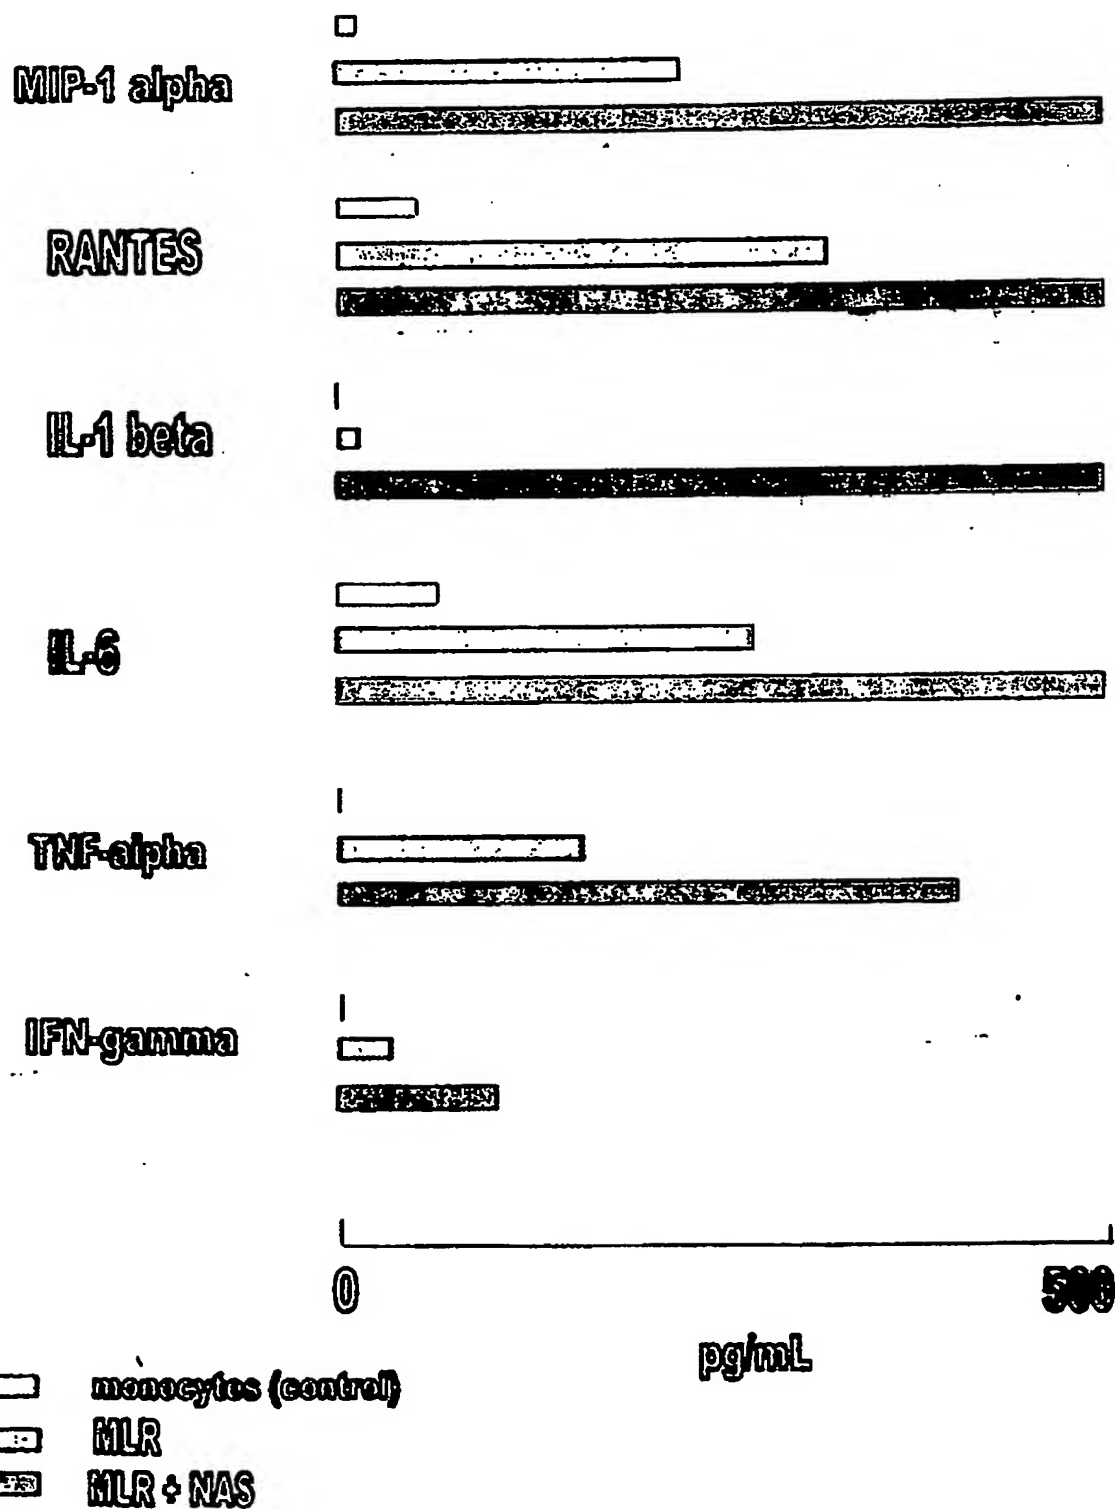 MIP-1 alpha
RANTES
IL-1 beta
IL-6
TNF-alpha
IFN-gamma
0 500
pg/mL
monocytes (control)
MLR
MLR + NAS